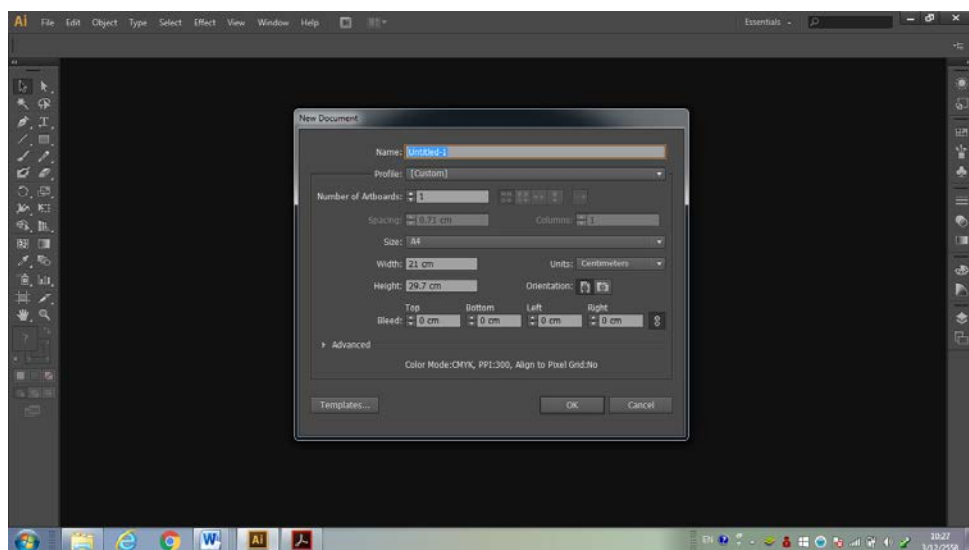 Ai File Edit Object Type Select Effect View Window Help Essentials
New Document
Name: Untitled-1
Profile: [Custom]
Number of Artboards: 1
Spacing: 0.71 cm Columns: 1
Size: A4
Width: 21 cm Units: Centimeters
Height: 29.7 cm Orientation:
Top Bottom Left Right
Bleed: 0 cm 0 cm 0 cm 0 cm
Advanced
Color Mode:CMYK, PPI:300, Align to Pixel Grid:No
Templates... OK Cancel
W Ai EN 10:27
3/12/2558